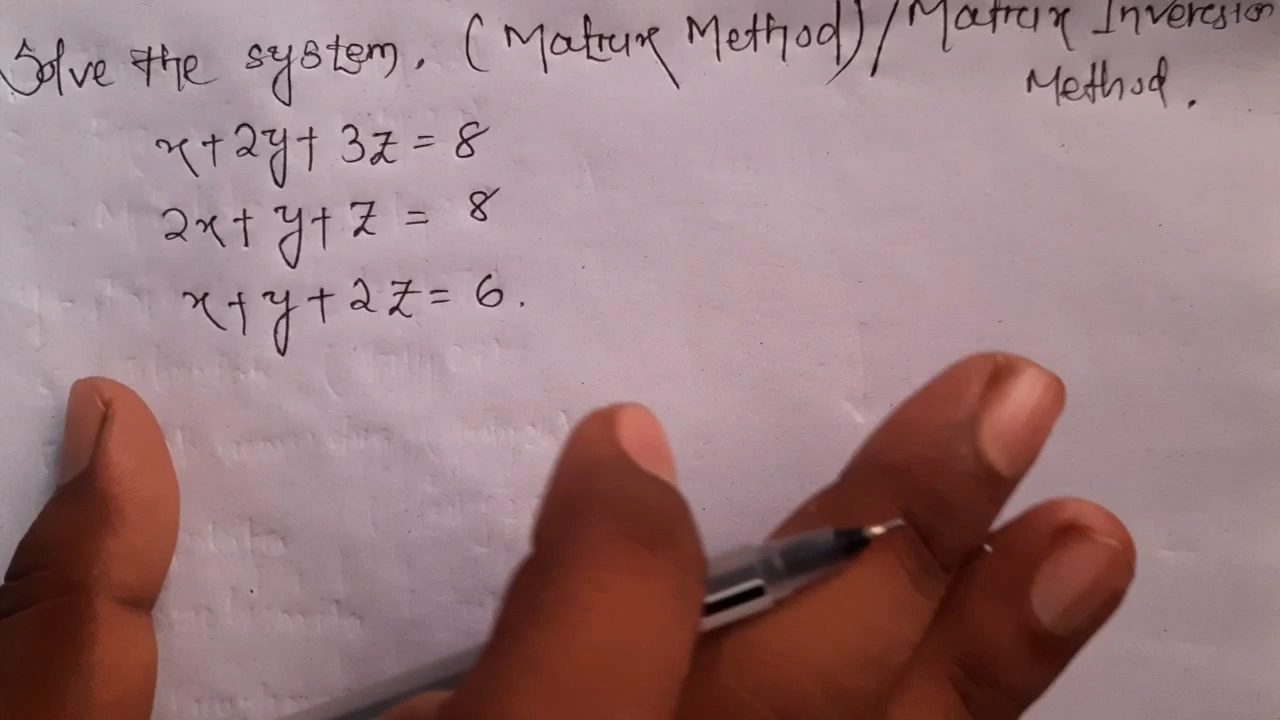 Solve the system. (Matrix Method)/Matrix Inversion
Method.
x+2y+3z=8
2x+y+z = 8
x+y+2z=6.